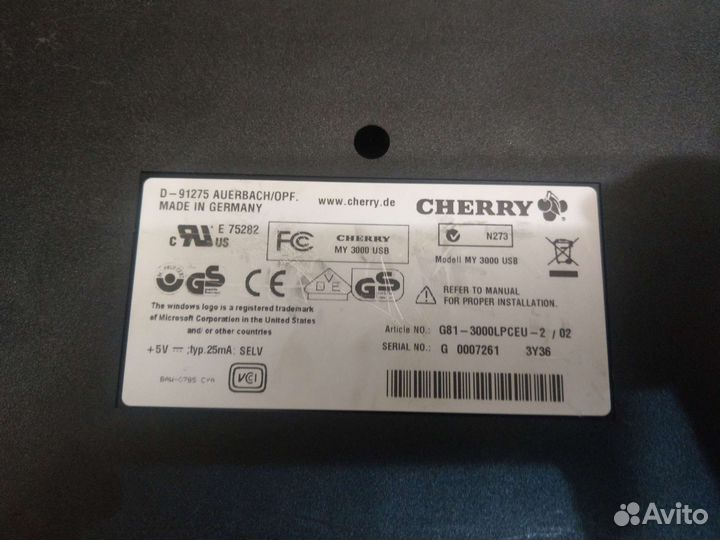 D-91275 AUERBACH/OPF.
MADE IN GERMANY
www.cherry.de
CHERRY
®
c UL US
E 75282
FC
CHERRY
MY 3000 USB
N273
Modell MY 3000 USB
GS
CE
VDE
GS
REFER TO MANUAL
FOR PROPER INSTALLATION.
The windows logo is a registered trademark
of Microsoft Corporation in the United States
and/or other countries
Article NO.: G81-3000LPCEU-2 / 02
SERIAL NO.: G 0007261 3Y36
+5V ⎓ ;typ.25mA; SELV
VCI
Avito